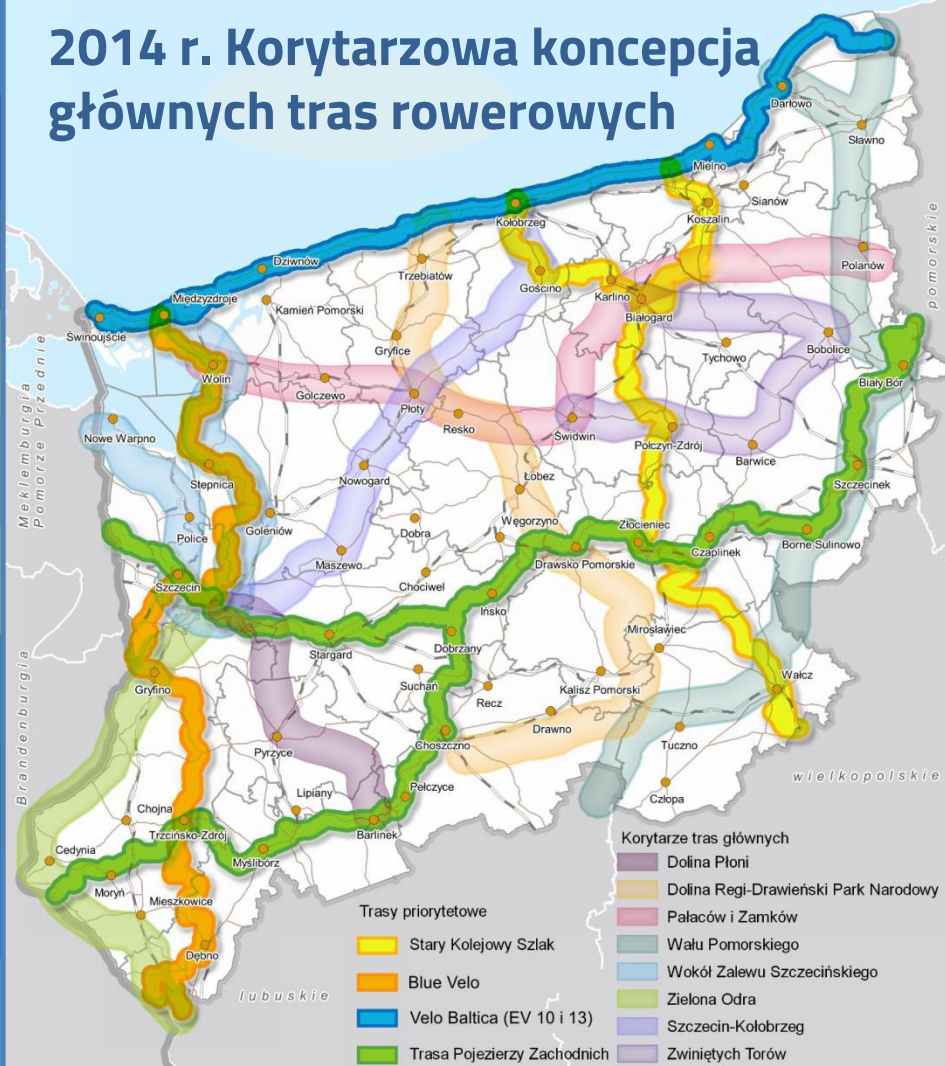 2014 r. Korytarzowa koncepcja
głównych tras rowerowych
Darłowo
Sławno
Mielno
Sianów
Koszalin
Kołobrzeg
pomorskie
Polanów
Trzebiatów
Dziwnów
Gościno
Karlino
Białogard
Międzyzdroje
Kamień Pomorski
Świnoujście
Tychowo
Bobolice
Gryfice
Wolin
Golczewo
Biały Bór
Meklemburgia
Pomorze Przednie
Płoty
Resko
Świdwin
Nowe Warpno
Połczyn-Zdrój
Barwice
Stepnica
Nowogard
Łobez
Szczecinek
Goleniów
Dobra
Węgorzyno
Złocieniec
Police
Borne Sulinowo
Czaplinek
Maszewo
Drawsko Pomorskie
Chociwel
Szczecin
Ińsko
Mirosławiec
Dobrzany
Stargard
Wałcz
Suchań
Gryfino
Recz
Kalisz Pomorski
Brandenburgia
Drawno
Tuczno
Choszczno
Pyrzyce
wielkopolskie
Pełczyce
Lipiany
Człopa
Chojna
Trzcińsko-Zdrój
Barlinek
Cedynia
Myślibórz
Moryń
Mieszkowice
Dębno
lubuskie
Trasy priorytetowe
Stary Kolejowy Szlak
Blue Velo
Velo Baltica (EV 10 i 13)
Trasa Pojezierzy Zachodnich
Korytarze tras głównych
Dolina Płoni
Dolina Regi-Drawieński Park Narodowy
Pałaców i Zamków
Wału Pomorskiego
Wokół Zalewu Szczecińskiego
Zielona Odra
Szczecin-Kołobrzeg
Zwiniętych Torów